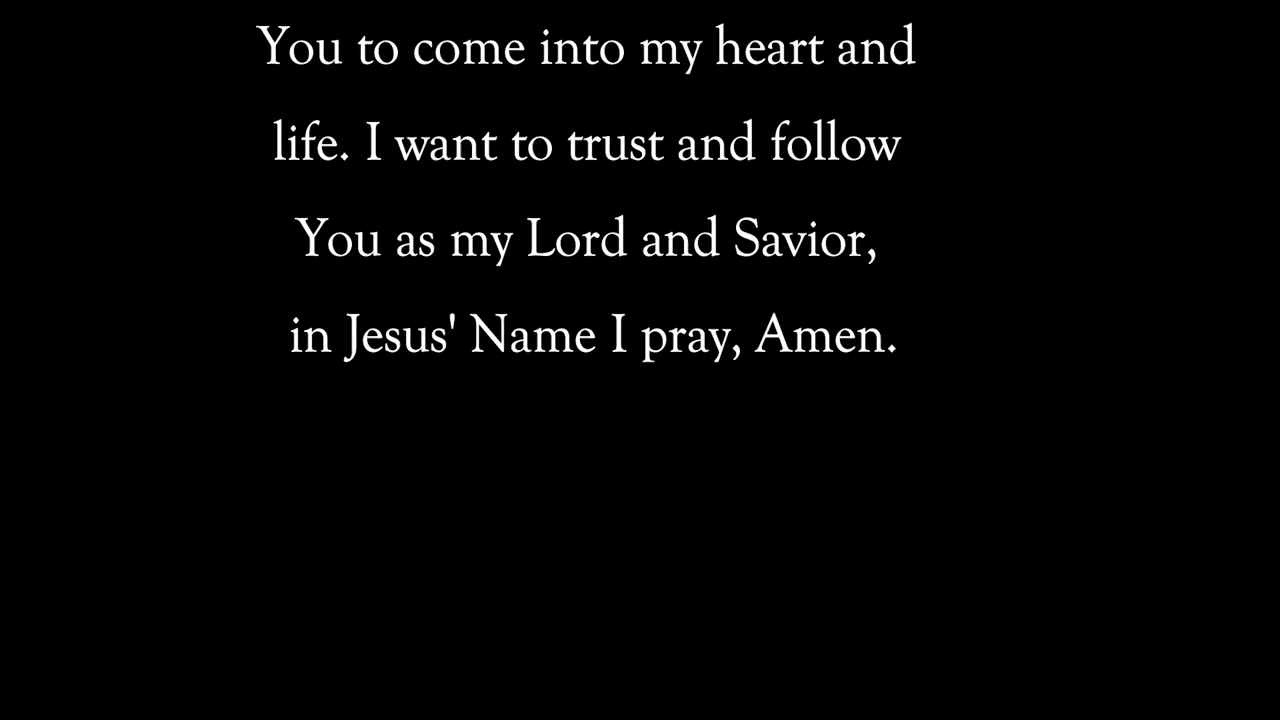 You to come into my heart and
life. I want to trust and follow
You as my Lord and Savior,
in Jesus' Name I pray, Amen.